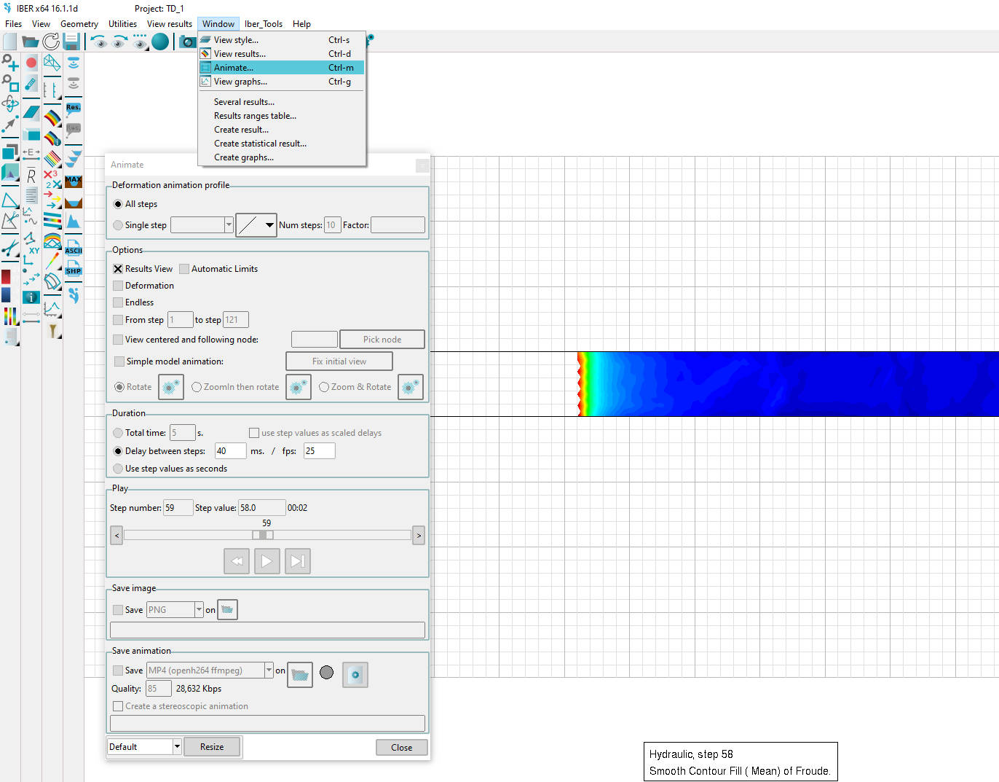 IBER x64 16.1.1d Project: TD_1
Files View Geometry Utilities View results Window Iber_Tools Help
View style... Ctrl-s
View results... Ctrl-d
Animate... Ctrl-m
View graphs... Ctrl-g
Several results...
Results ranges table...
Create result...
Create statistical result...
Create graphs...
Res.
Res.
E
R
X3
2X
MAX
XY
ASCII
SHP
Animate
Deformation animation profile
All steps
Single step Num steps: 10 Factor:
Options
Results View Automatic Limits
Deformation
Endless
From step 1 to step 121
View centered and following node: Pick node
Simple model animation: Fix initial view
Rotate ZoomIn then rotate Zoom & Rotate
Duration
Total time: 5 s. use step values as scaled delays
Delay between steps: 40 ms. / fps: 25
Use step values as seconds
Play
Step number: 59 Step value: 58.0 00:02
59
< >
Save image
Save PNG on
Save animation
Save MP4 (openh264 ffmpeg) on
Quality: 85 28,632 Kbps
Create a stereoscopic animation
Default Resize Close
Hydraulic, step 58
Smooth Contour Fill ( Mean) of Froude.